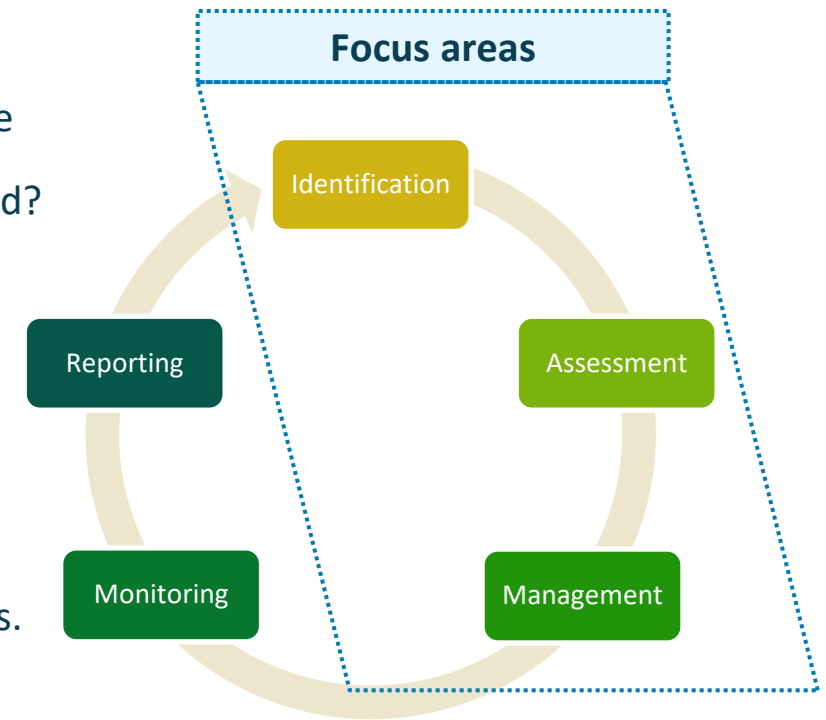 Focus areas
e
d?
Identification
Reporting
Assessment
Monitoring
Management
s.